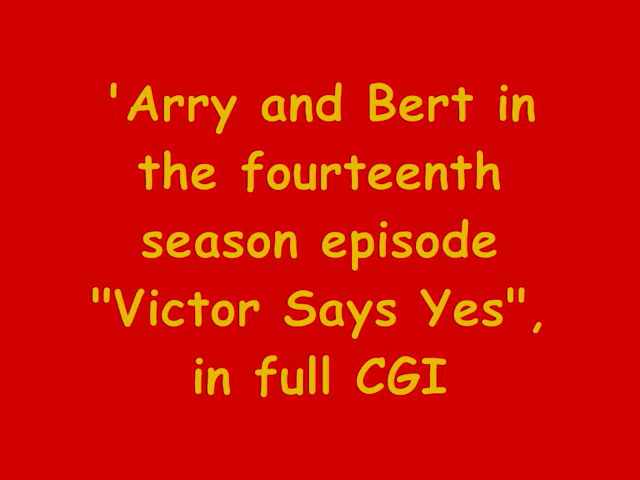 'Arry and Bert in
the fourteenth
season episode
"Victor Says Yes",
in full CGI